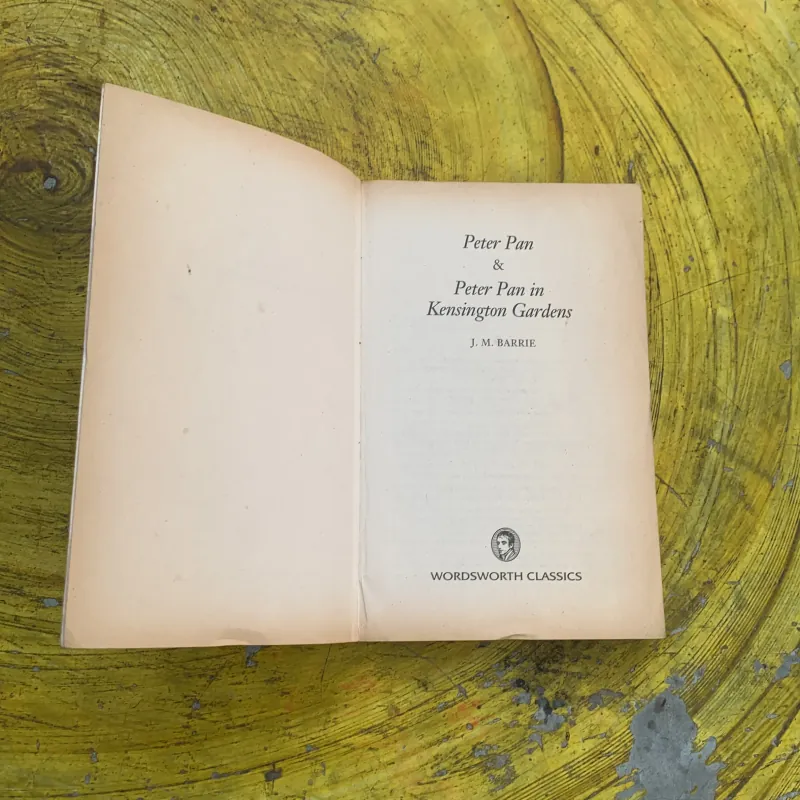 Peter Pan
&
Peter Pan in
Kensington Gardens
J. M. BARRIE
WORDSWORTH CLASSICS